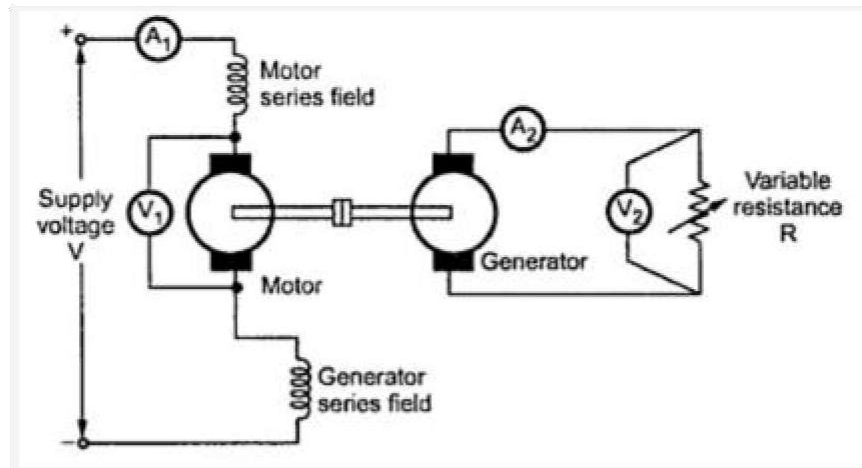 +
A1
Motor
series field
A2
Supply
voltage
V
V1
V2
Variable
resistance
R
Generator
Motor
Generator
series field
−